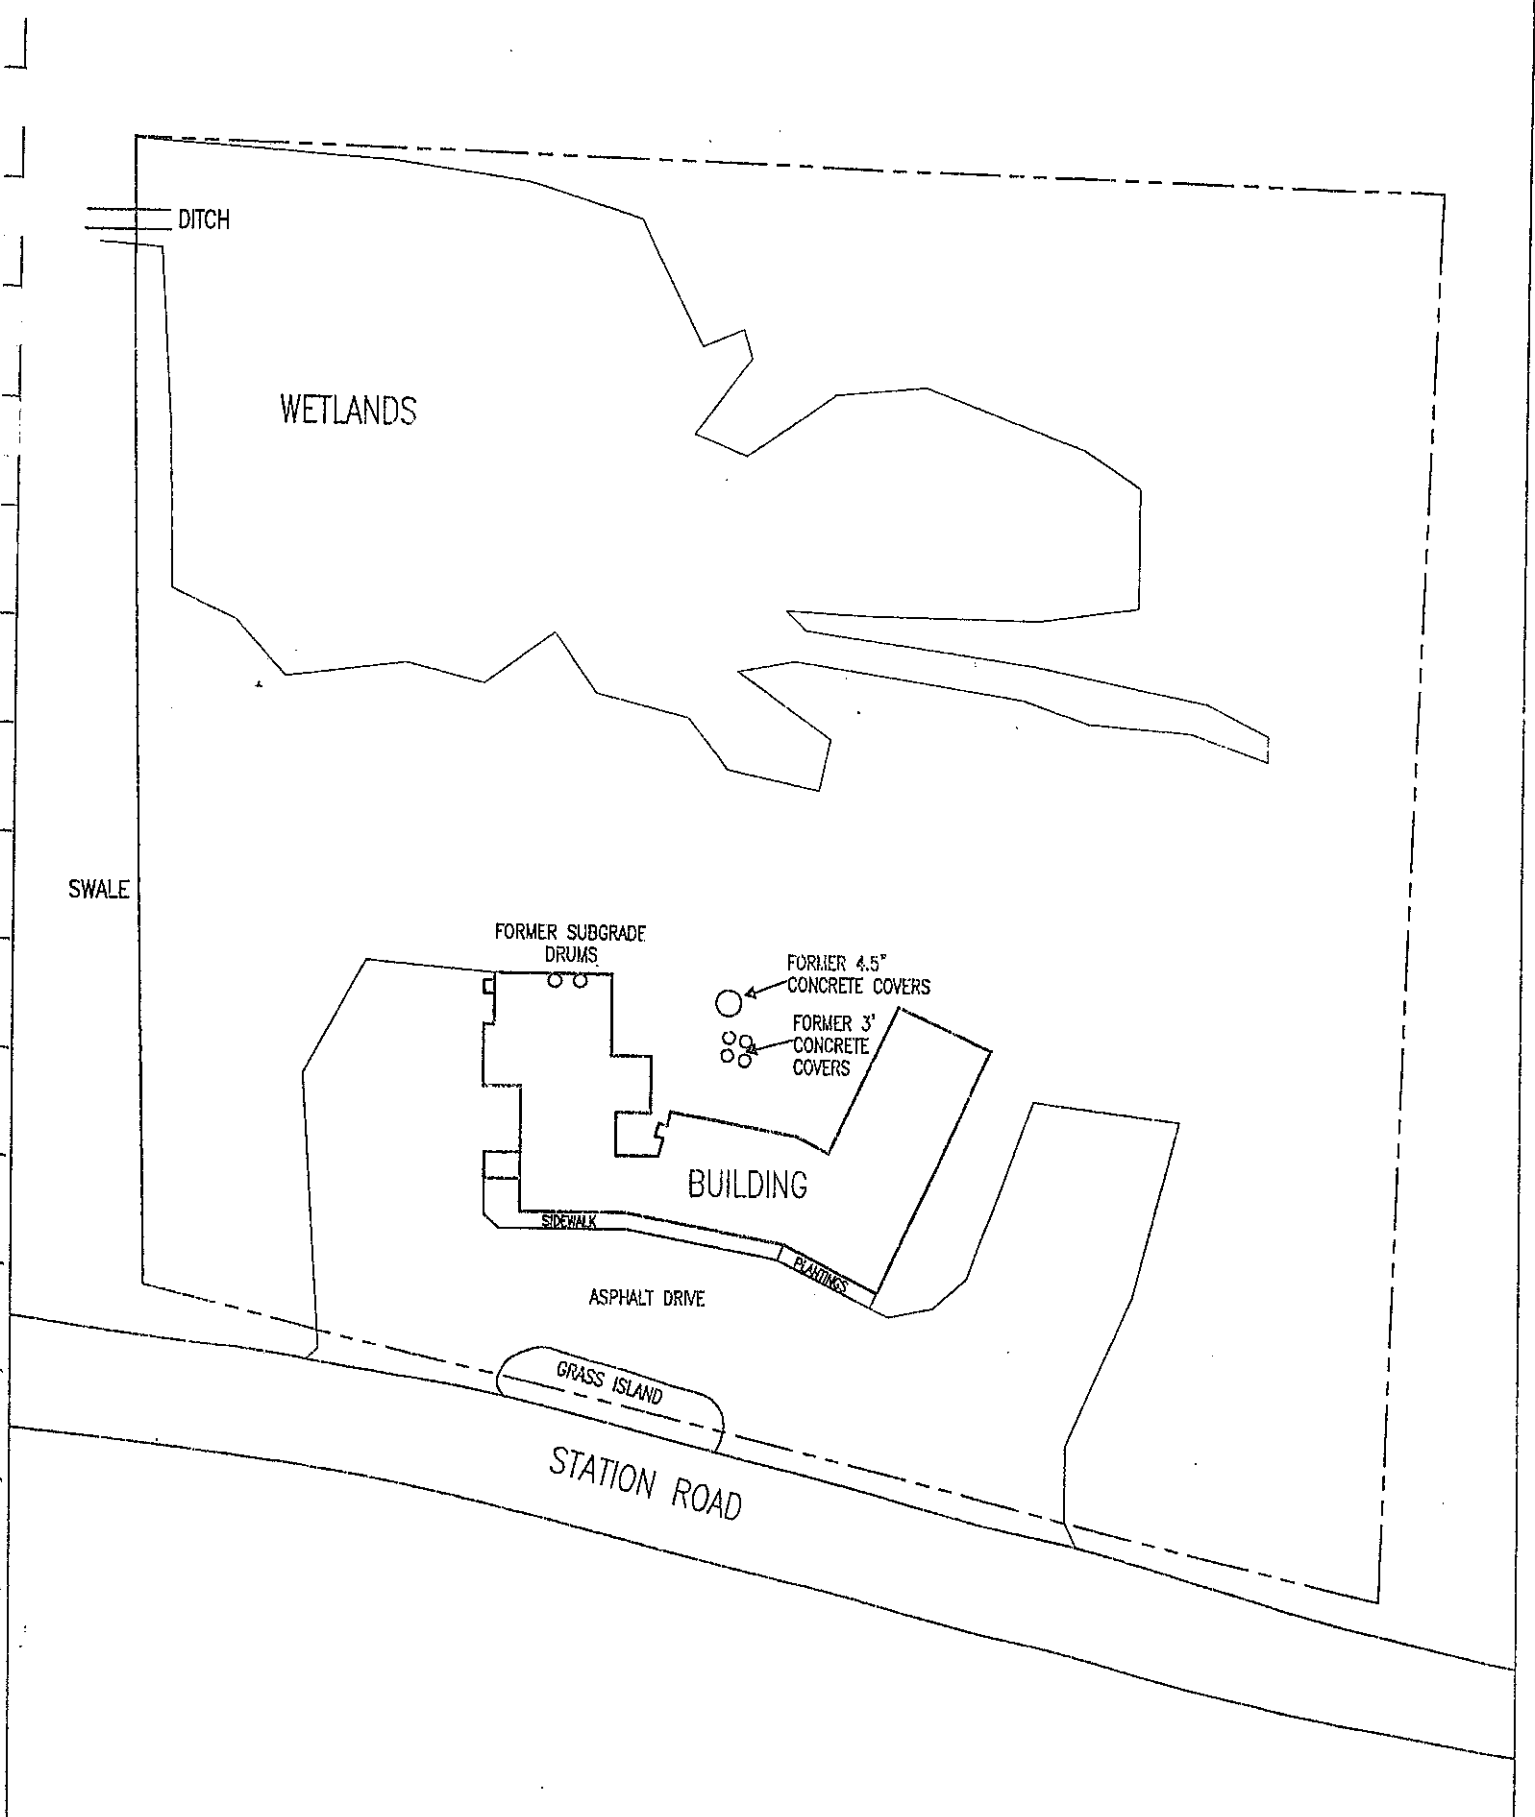 DITCH
WETLANDS
SWALE
FORMER SUBGRADE
DRUMS
FORMER 4.5"
CONCRETE COVERS
FORMER 3'
CONCRETE
COVERS
BUILDING
SIDEWALK
PLANTINGS
ASPHALT DRIVE
GRASS ISLAND
STATION ROAD